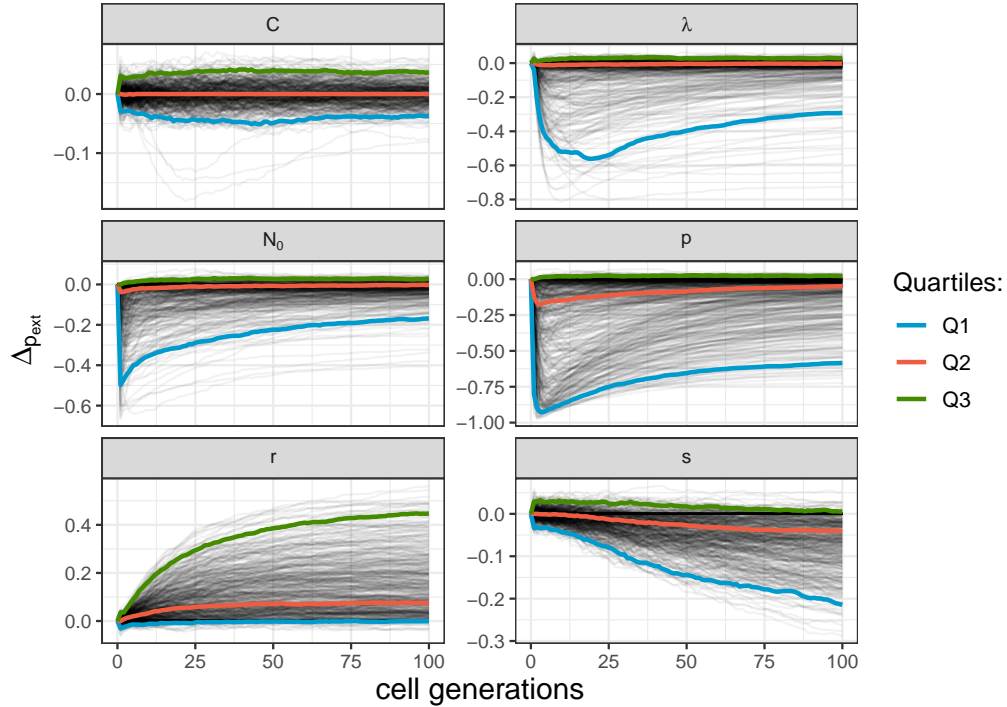 C
λ
0.0
−0.1
0.0
−0.2
−0.4
−0.6
−0.8
N₀
p
0.0
−0.2
−0.4
−0.6
0.00
−0.25
−0.50
−0.75
−1.00
r
s
0.4
0.2
0.0
0.0
−0.1
−0.2
−0.3
0 25 50 75 100
0 25 50 75 100
cell generations
Δp_ext
Quartiles:
Q1
Q2
Q3